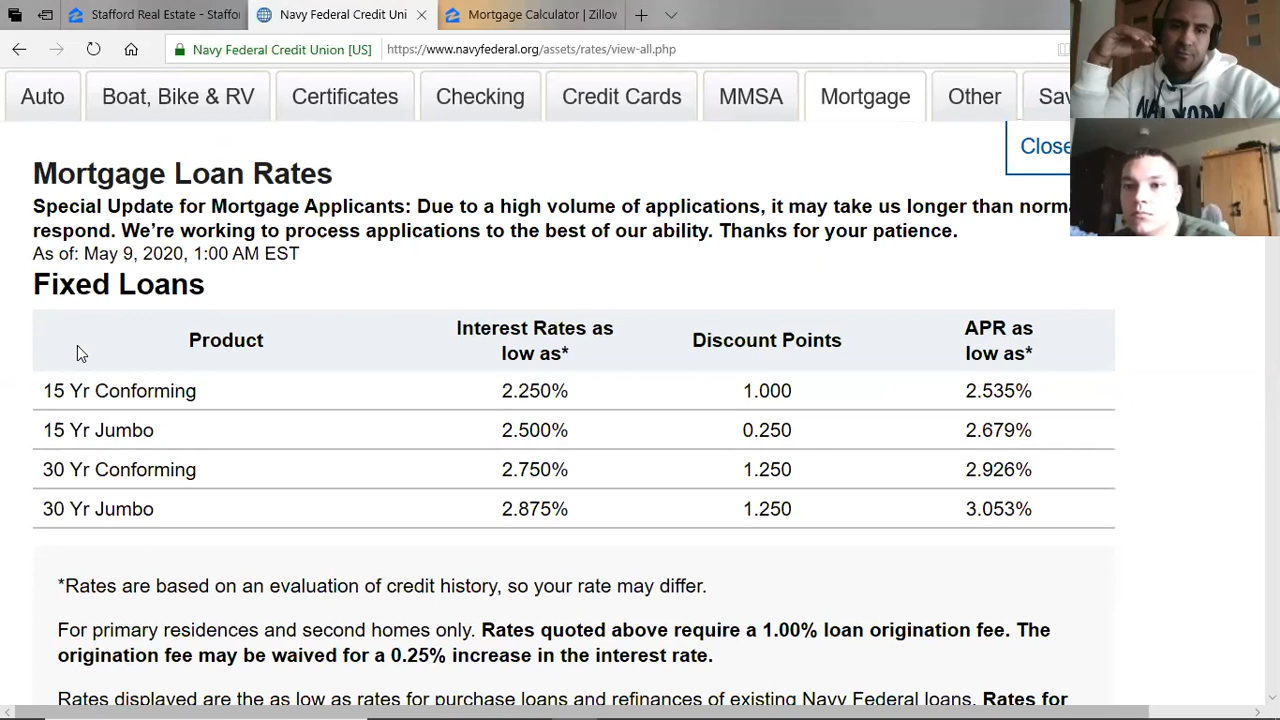 Stafford Real Estate - Staffor
Navy Federal Credit Uni
Mortgage Calculator | Zillow
Navy Federal Credit Union [US]
https://www.navyfederal.org/assets/rates/view-all.php
Auto
Boat, Bike & RV
Certificates
Checking
Credit Cards
MMSA
Mortgage
Other
Sav
Close
Mortgage Loan Rates
Special Update for Mortgage Applicants: Due to a high volume of applications, it may take us longer than norma
respond. We're working to process applications to the best of our ability. Thanks for your patience.
As of: May 9, 2020, 1:00 AM EST
Fixed Loans
Product
Interest Rates as
low as*
Discount Points
APR as
low as*
15 Yr Conforming 2.250% 1.000 2.535%
15 Yr Jumbo 2.500% 0.250 2.679%
30 Yr Conforming 2.750% 1.250 2.926%
30 Yr Jumbo 2.875% 1.250 3.053%
*Rates are based on an evaluation of credit history, so your rate may differ.
For primary residences and second homes only. Rates quoted above require a 1.00% loan origination fee. The
origination fee may be waived for a 0.25% increase in the interest rate.
Rates displayed are the as low as rates for purchase loans and refinances of existing Navy Federal loans. Rates for